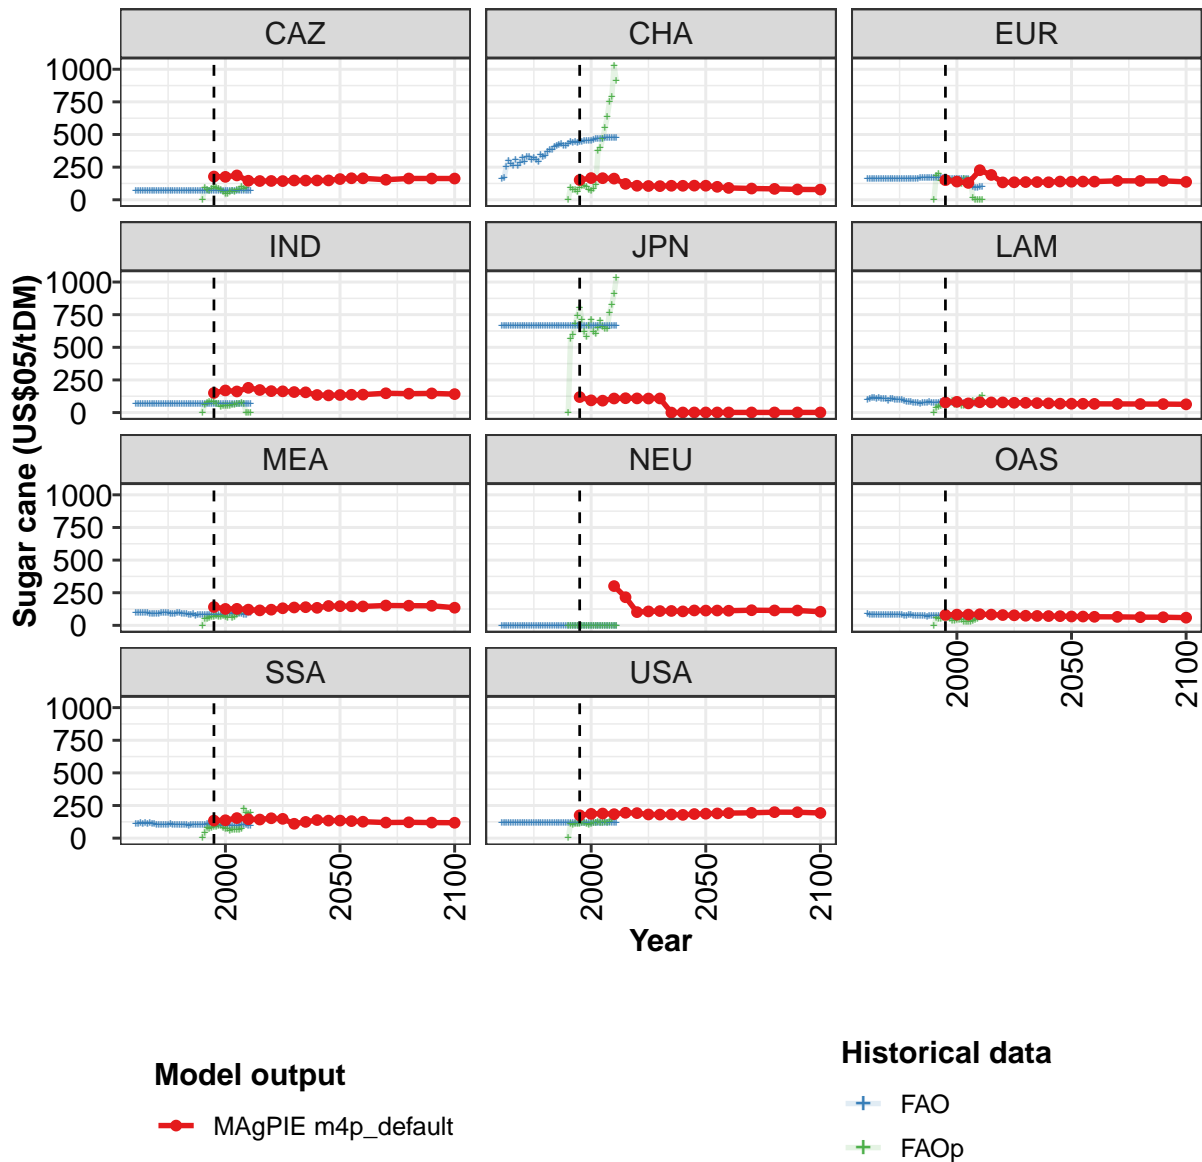 CAZ CHA EUR
1000
750
500
250
0
IND JPN LAM
1000
750
500
250
0
MEA NEU OAS
1000
750
500
250
0
2000 2050 2100
SSA USA
1000
750
500
250
0
2000 2050 2100 2000 2050 2100
Sugar cane (US$05/tDM)
Year
Model output
MAgPIE m4p_default
Historical data
FAO
FAOp